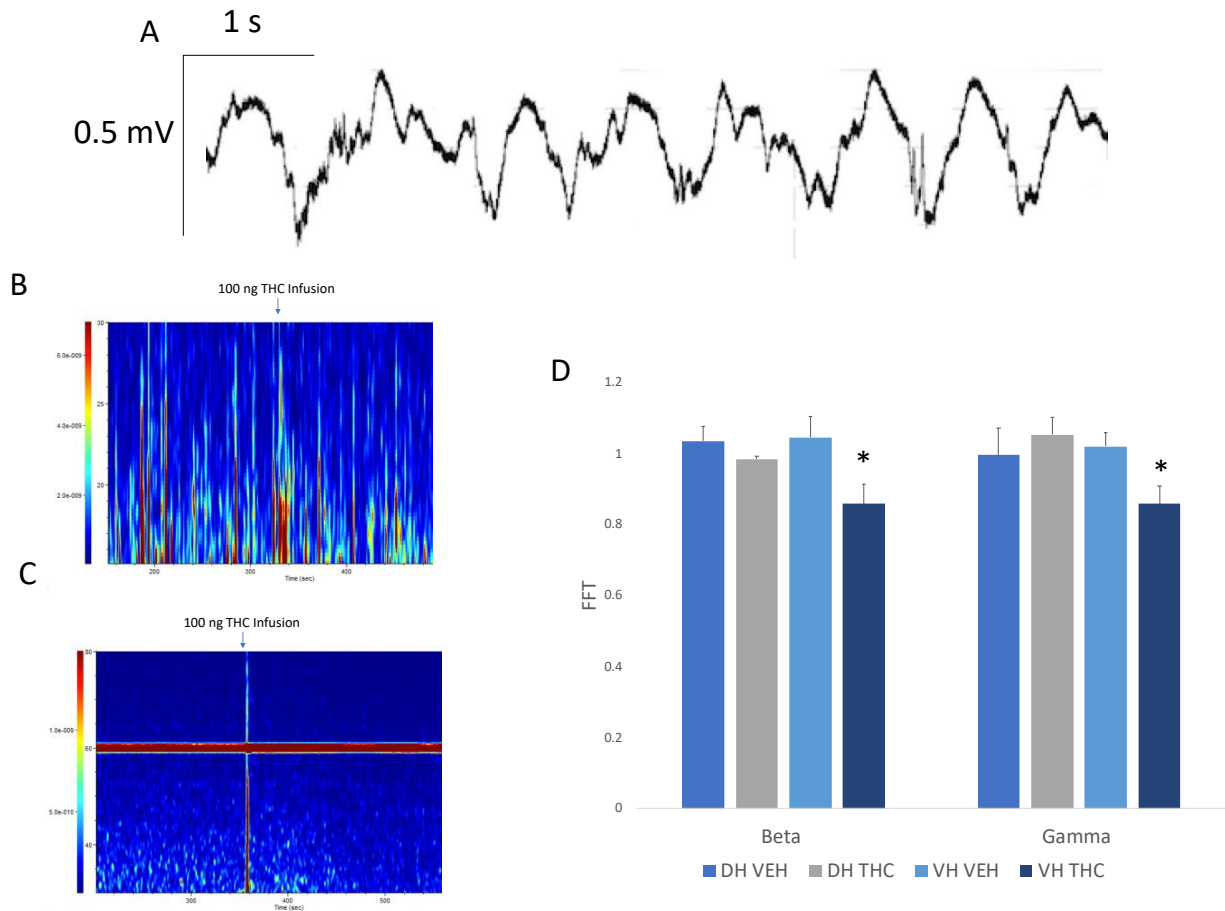 A
1 s
0.5 mV
B
100 ng THC Infusion
6.0e-009
4.0e-009
2.0e-009
30
25
20
200
300
400
Time (sec)
C
100 ng THC Infusion
1.0e-009
5.0e-010
80
60
40
300
400
500
Time (sec)
D
FFT
1.2
1
0.8
0.6
0.4
0.2
0
*
*
Beta
Gamma
DH VEH DH THC VH VEH VH THC